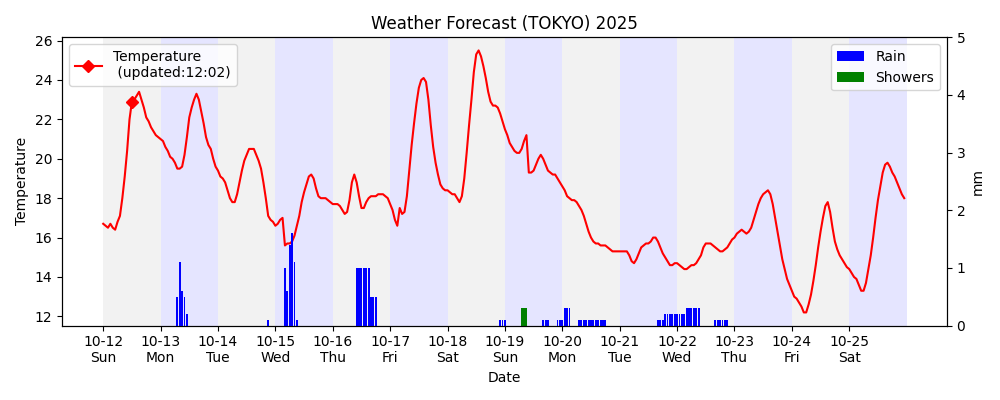 Weather Forecast (TOKYO) 2025
Temperature
(updated:12:02)
Rain
Showers
26
24
22
20
18
16
14
12
Temperature
5
4
3
2
1
0
mm
10-12 10-13 10-14 10-15 10-16 10-17 10-18 10-19 10-20 10-21 10-22 10-23 10-24 10-25
Sun Mon Tue Wed Thu Fri Sat Sun Mon Tue Wed Thu Fri Sat
Date